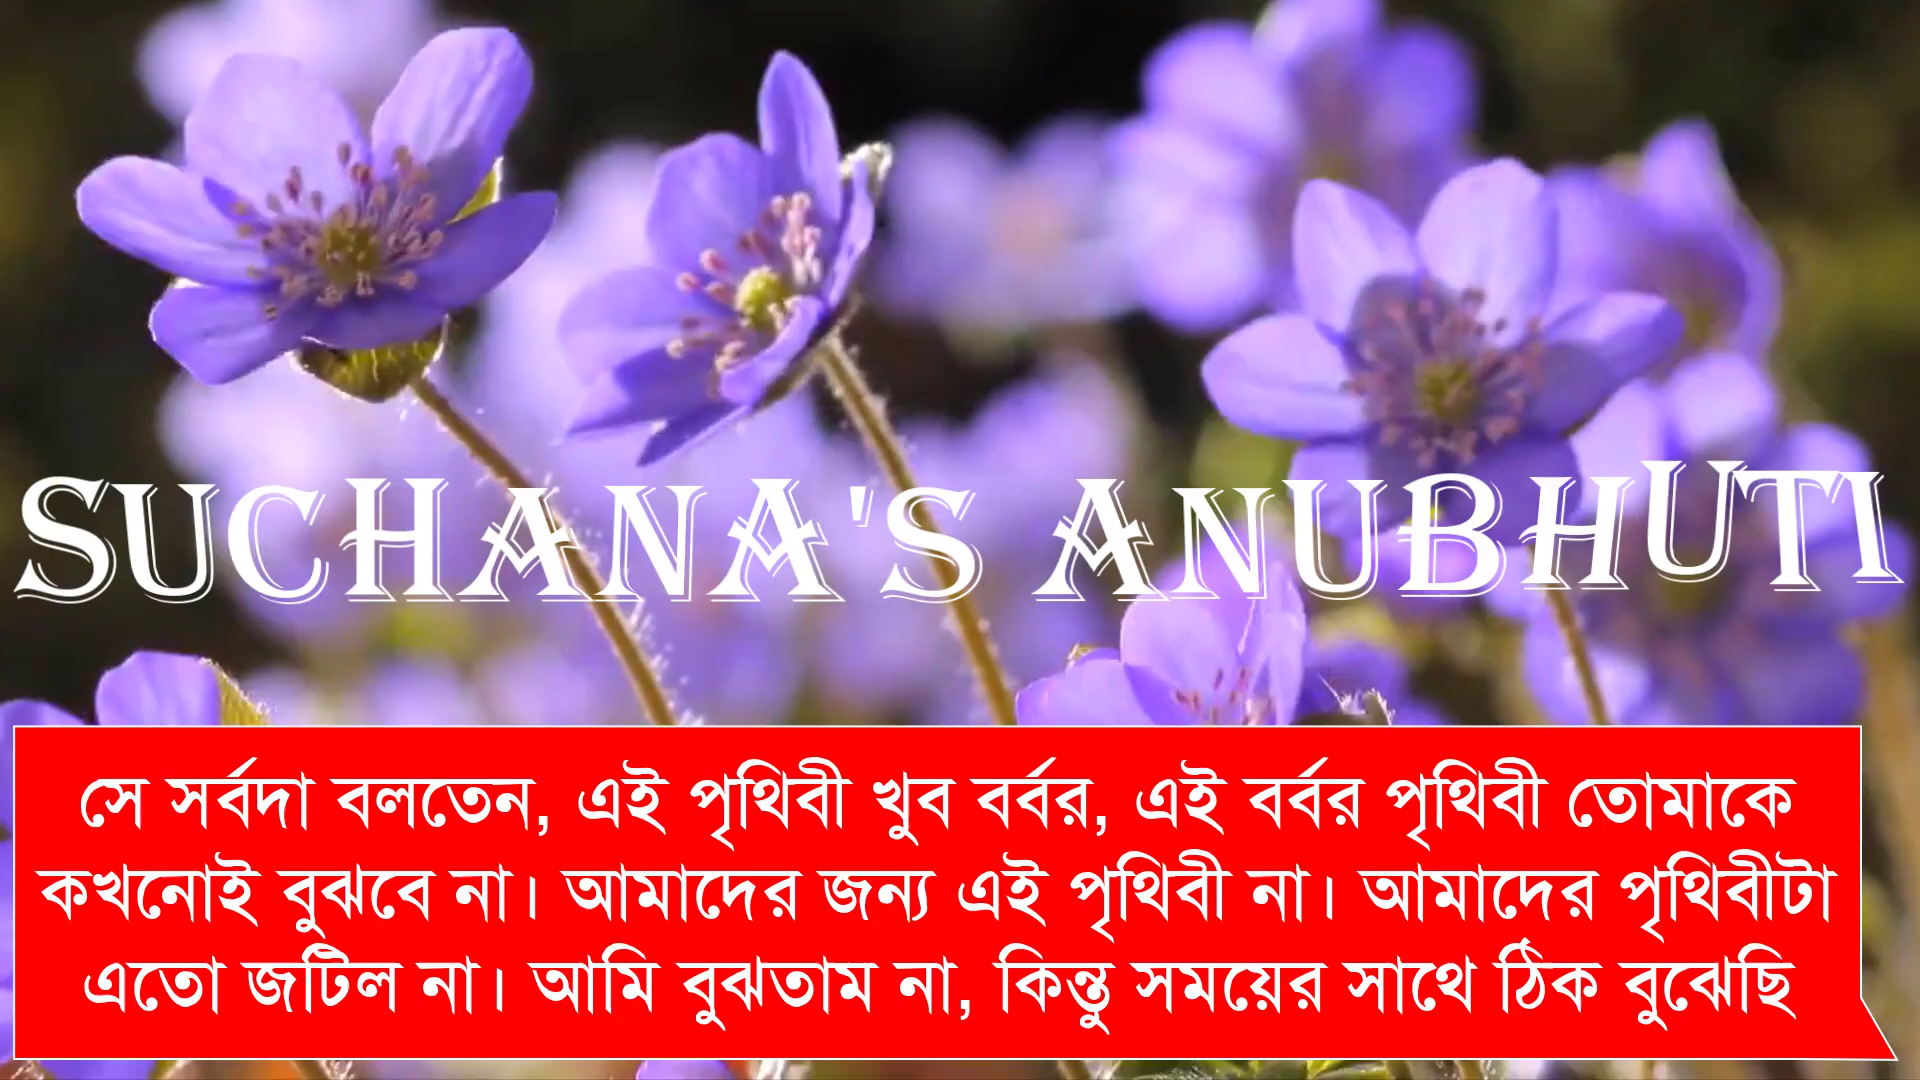 SUCHANA'S ANUBHUTI
সে সর্বদা বলতেন, এই পৃথিবী খুব বর্বর, এই বর্বর পৃথিবী তোমাকে
কখনোই বুঝবে না। আমাদের জন্য এই পৃথিবী না। আমাদের পৃথিবীটা
এতো জটিল না। আমি বুঝতাম না, কিন্তু সময়ের সাথে ঠিক বুঝেছি